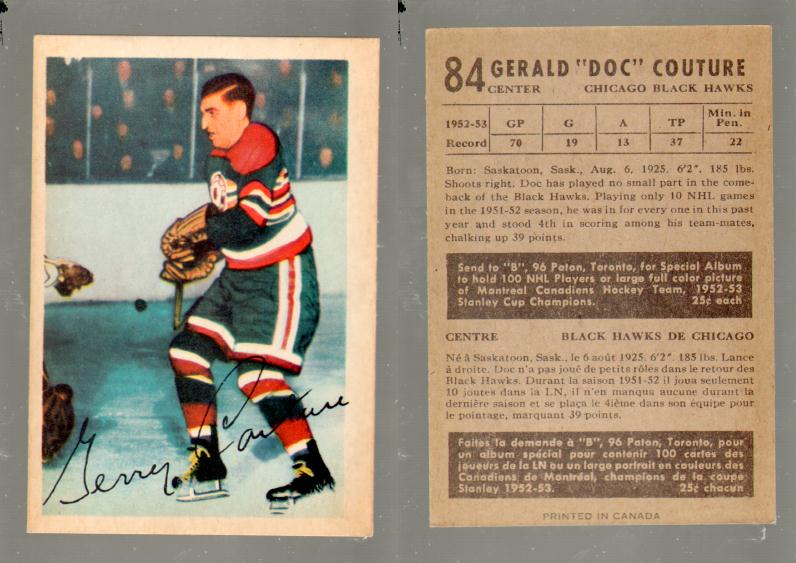 Gerry Couture
84 GERALD "DOC" COUTURE
CENTER CHICAGO BLACK HAWKS
1952-53 Record GP G A TP Min. in Pen.
70 19 13 37 22
Born: Saskatoon, Sask., Aug. 6, 1925. 6'2". 185 lbs.
Shoots right. Doc has played no small part in the come-
back of the Black Hawks. Playing only 10 NHL games
in the 1951-52 season, he was in for every one in this past
year and stood 4th in scoring among his team-mates,
chalking up 39 points.
Send to "B", 96 Paton, Toronto, for Special Album
to hold 100 NHL Players or large full color picture
of Montreal Canadiens Hockey Team, 1952-53
Stanley Cup Champions. 25¢ each
CENTRE BLACK HAWKS DE CHICAGO
Né à Saskatoon, Sask., le 6 août 1925. 6'2". 185 lbs. Lance
à droite. Doc n'a pas joué de petits rôles dans le retour des
Black Hawks. Durant la saison 1951-52 il joua seulement
10 joutes dans la LN, il n'en manqua aucune durant la
dernière saison et se plaça le 4ième dans son équipe pour
le pointage, marquant 39 points.
Faites la demande à "B", 96 Paton, Toronto, pour
un album spécial pour contenir 100 cartes des
joueurs de la LN ou un large portrait en couleurs des
Canadiens de Montréal, champions de la coupe
Stanley 1952-53. 25¢ chacun
PRINTED IN CANADA